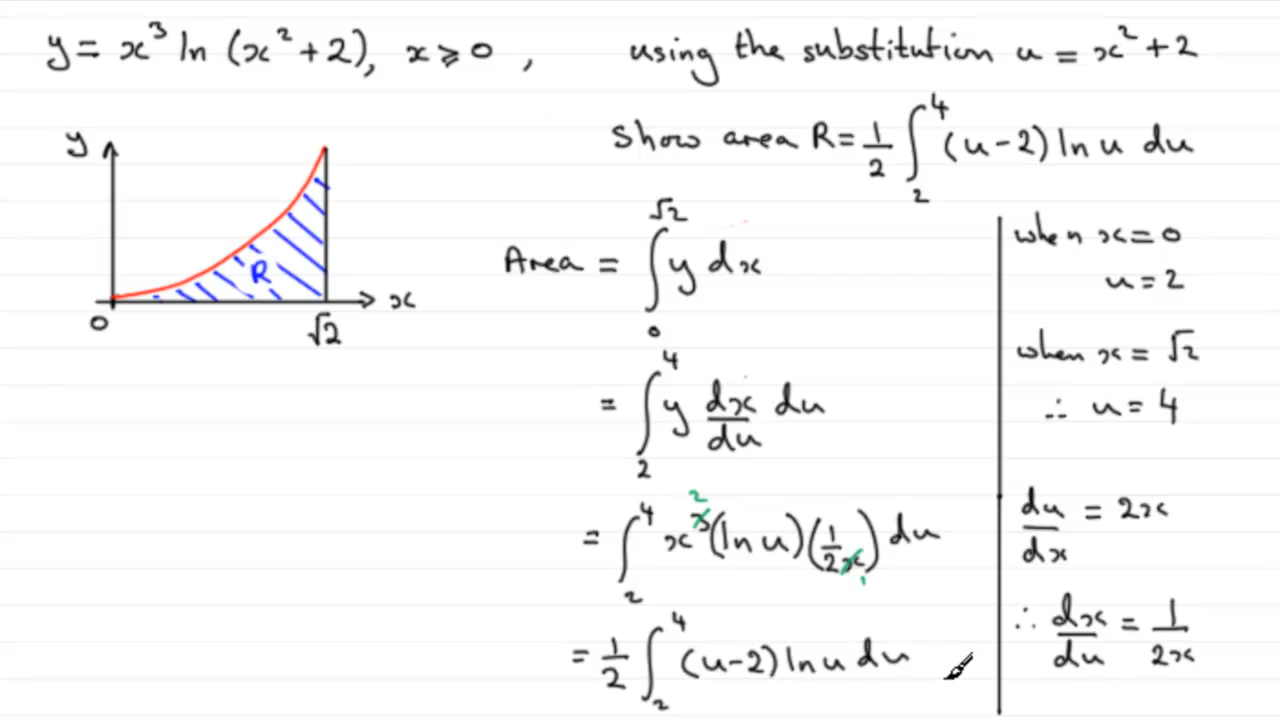 y = x³ ln (x² + 2), x ⩾ 0 , using the substitution u = x² + 2
Show area R = 1/2 ∫₂⁴ (u - 2) ln u du
y
R
0
√2
x
Area = ∫₀^√2 y dx
= ∫₂⁴ y dx/du du
= ∫₂⁴ x³ 2 (ln u) (1/2x) 1 du
= 1/2 ∫₂⁴ (u - 2) ln u du
when x = 0
u = 2
when x = √2
∴ u = 4
du/dx = 2x
∴ dx/du = 1/2x